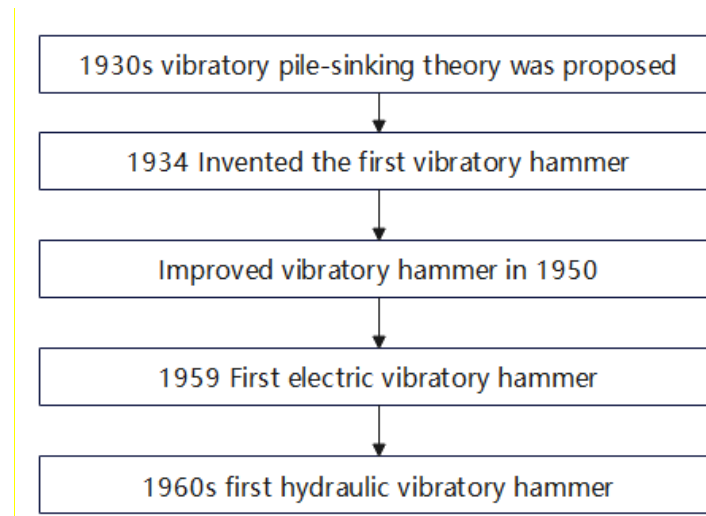 1930s vibratory pile-sinking theory was proposed
1934 Invented the first vibratory hammer
Improved vibratory hammer in 1950
1959 First electric vibratory hammer
1960s first hydraulic vibratory hammer